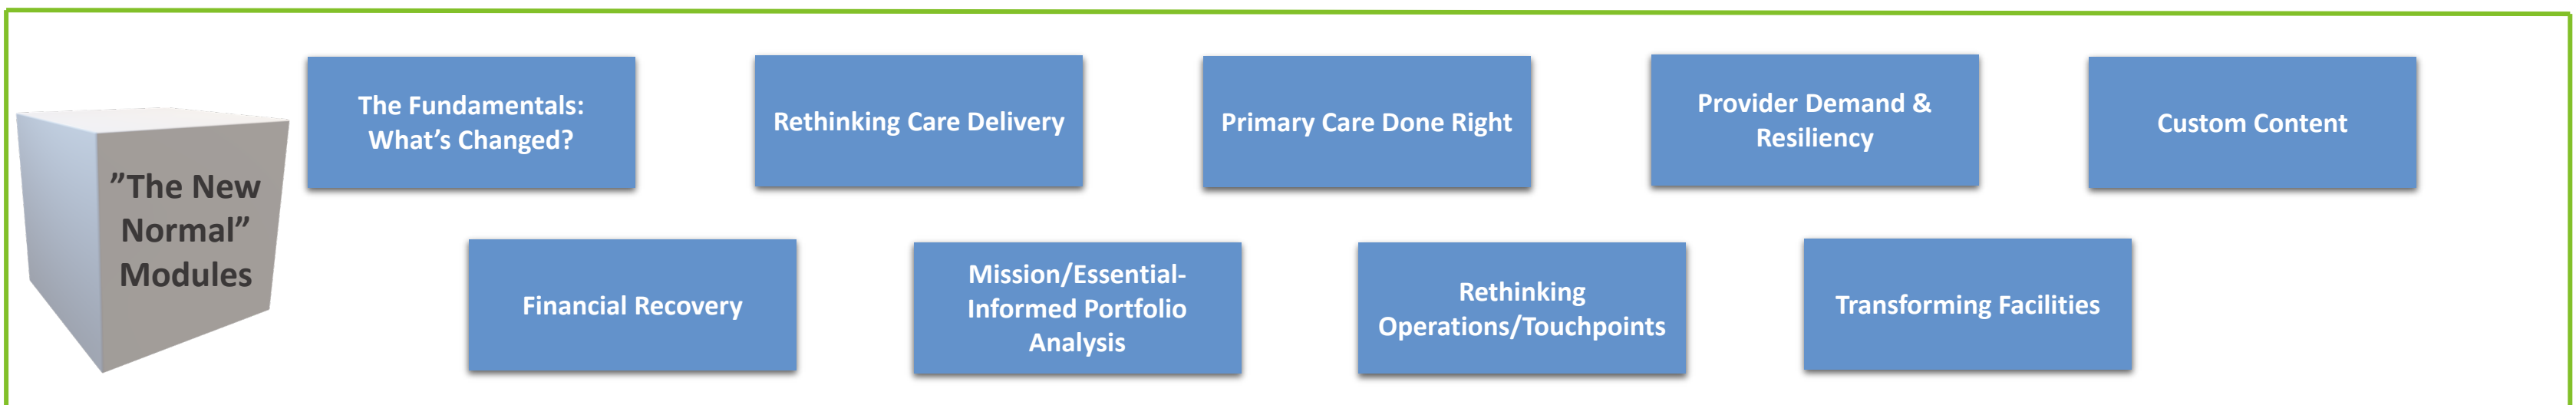 ”The New
Normal”
Modules
The Fundamentals:
What’s Changed?
Rethinking Care Delivery
Primary Care Done Right
Provider Demand &
Resiliency
Custom Content
Financial Recovery
Mission/Essential-
Informed Portfolio
Analysis
Rethinking
Operations/Touchpoints
Transforming Facilities